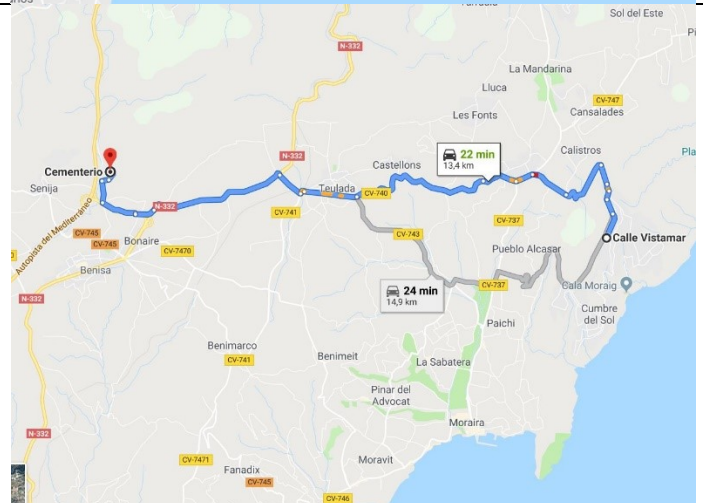 Sol del Este
N-332
La Mandarina
Lluca
CV-747
Les Fonts
Cansalades
22 min
13,4 km
Calistros
N-332
Castellons
Cementerio
Senija
Teulada
CV-740
N-332
CV-741
CV-743
CV-737
Calle Vistamar
Autopista del Mediterráneo
CV-745
CV-745
Bonaire
CV-7470
Pueblo Alcasar
Benisa
24 min
14,9 km
CV-737
Cala Moraig
N-332
Cumbre
del Sol
Paichi
Benimarco
CV-741
Benimeit
La Sabatera
Pinar del
Advocat
Moraira
N-332
CV-7471
Moravit
Fanadix
CV-745
CV-746